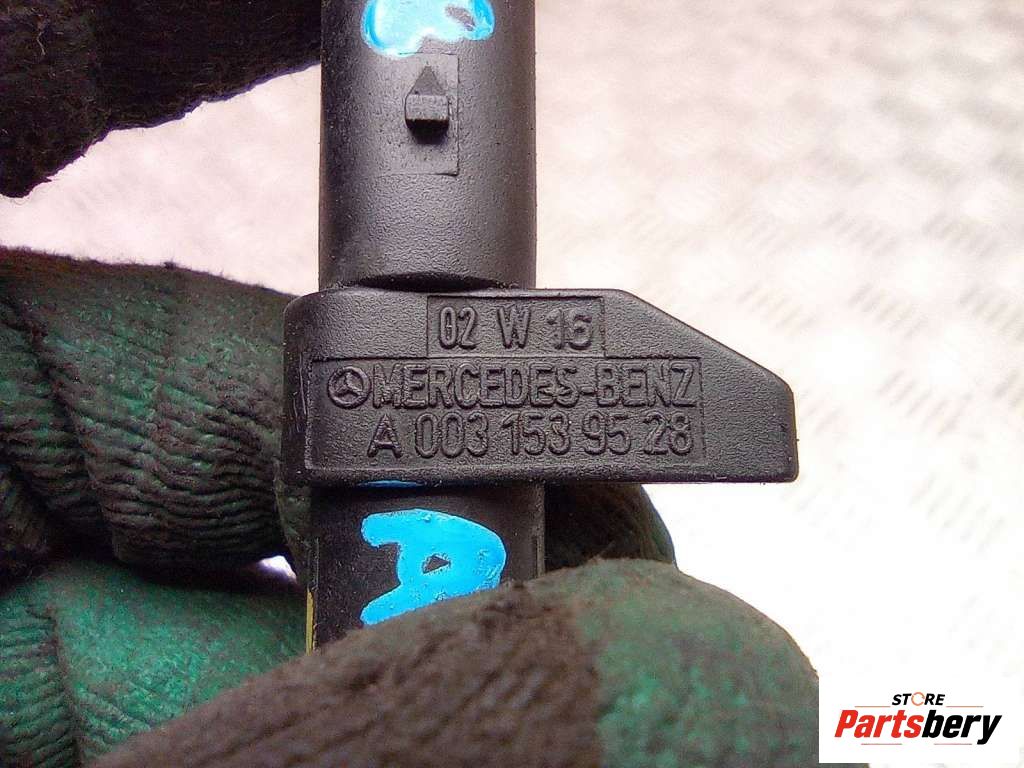 02 W 16
MERCEDES-BENZ
A 003 153 95 28
STORE
Partsbery